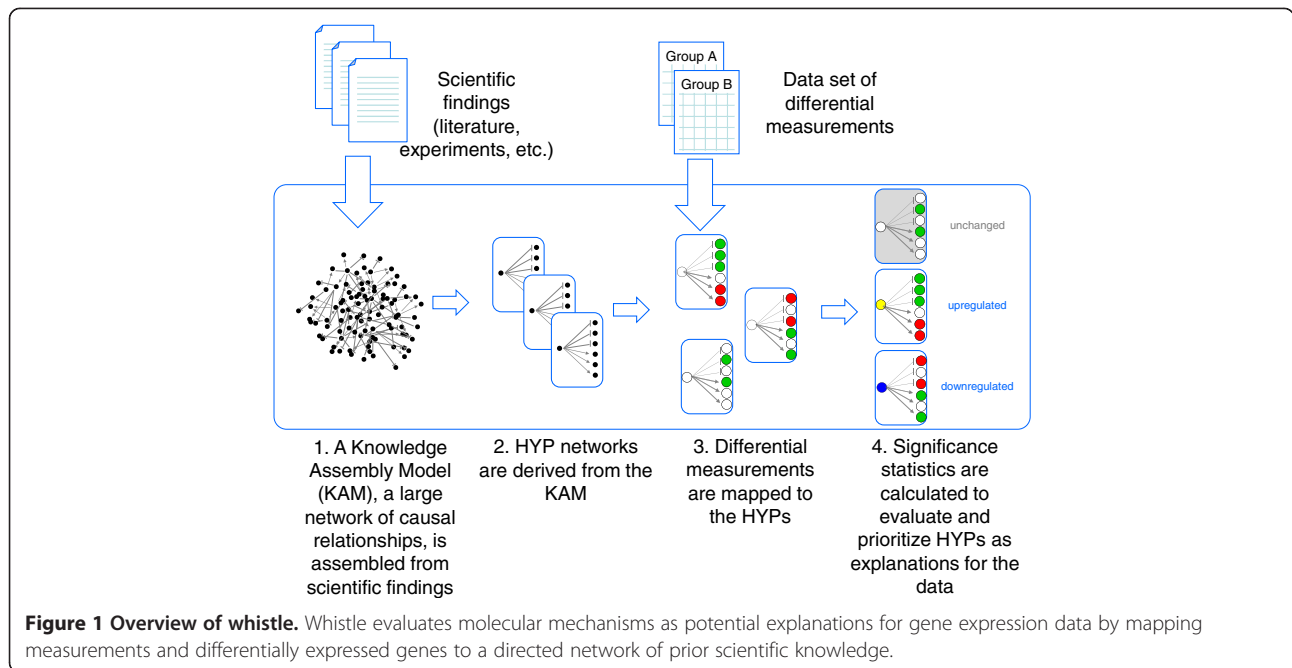 Scientific
findings
(literature,
experiments, etc.)
Group A
Group B
Data set of
differential
measurements
unchanged
upregulated
downregulated
1. A Knowledge
Assembly Model
(KAM), a large
network of causal
relationships, is
assembled from
scientific findings
2. HYP networks
are derived from the
KAM
3. Differential
measurements
are mapped to
the HYPs
4. Significance
statistics are
calculated to
evaluate and
prioritize HYPs as
explanations for the
data
Figure 1 Overview of whistle. Whistle evaluates molecular mechanisms as potential explanations for gene expression data by mapping
measurements and differentially expressed genes to a directed network of prior scientific knowledge.